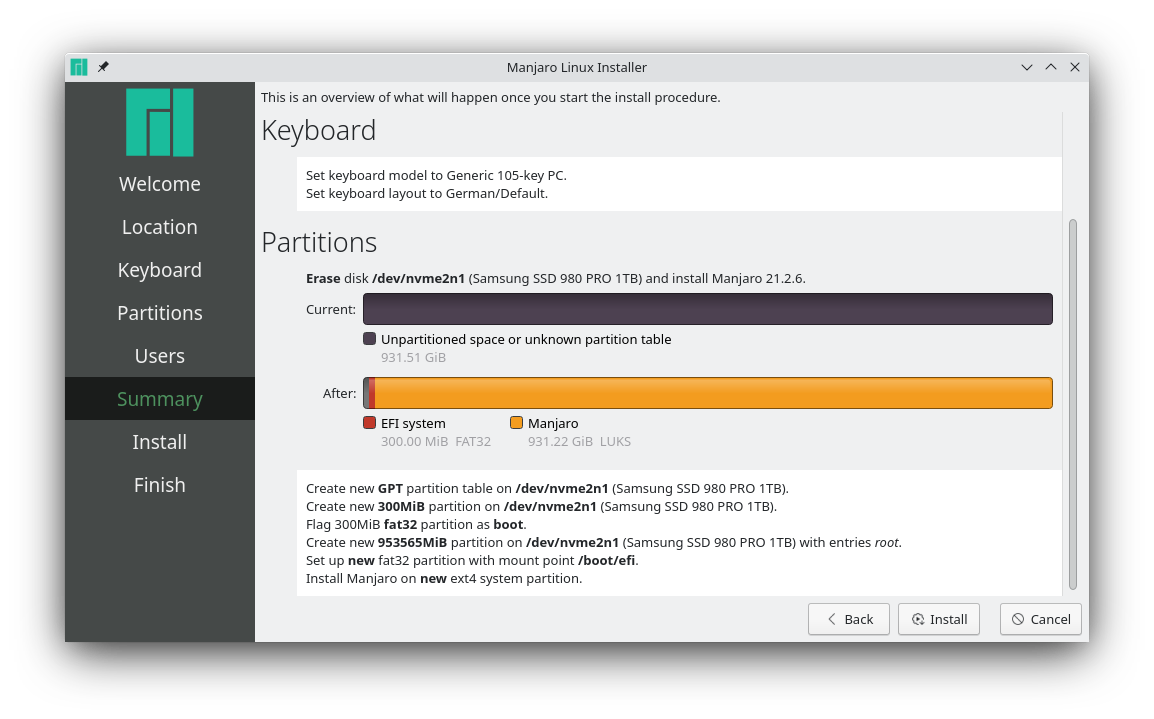 Manjaro Linux Installer
Welcome
Location
Keyboard
Partitions
Users
Summary
Install
Finish
This is an overview of what will happen once you start the install procedure.
Keyboard
Set keyboard model to Generic 105-key PC.
Set keyboard layout to German/Default.
Partitions
Erase disk /dev/nvme2n1 (Samsung SSD 980 PRO 1TB) and install Manjaro 21.2.6.
Current:
Unpartitioned space or unknown partition table
931.51 GiB
After:
EFI system Manjaro
300.00 MiB FAT32 931.22 GiB LUKS
Create new GPT partition table on /dev/nvme2n1 (Samsung SSD 980 PRO 1TB).
Create new 300MiB partition on /dev/nvme2n1 (Samsung SSD 980 PRO 1TB).
Flag 300MiB fat32 partition as boot.
Create new 953565MiB partition on /dev/nvme2n1 (Samsung SSD 980 PRO 1TB) with entries root.
Set up new fat32 partition with mount point /boot/efi.
Install Manjaro on new ext4 system partition.
Back Install Cancel